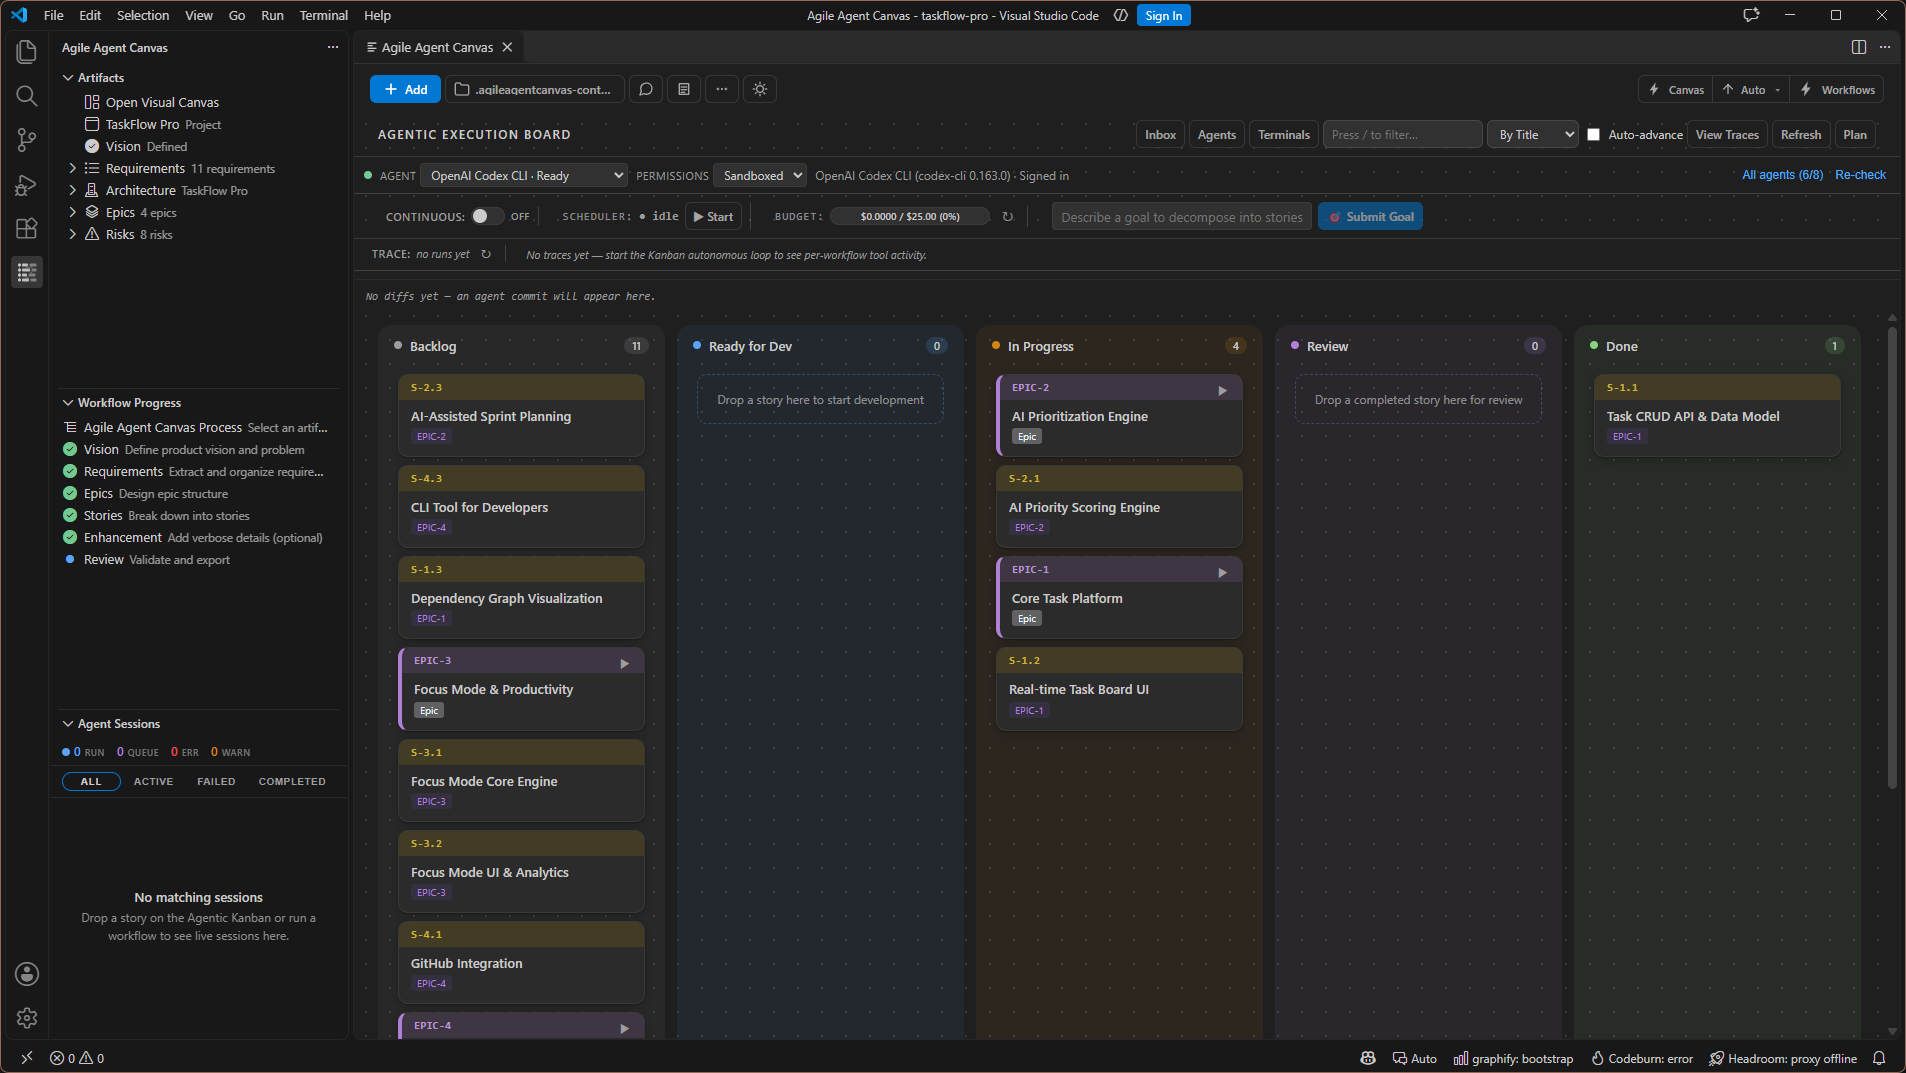 File Edit Selection View Go Run Terminal Help
Agile Agent Canvas - taskflow-pro - Visual Studio Code
Sign In
Agile Agent Canvas
Artifacts
Open Visual Canvas
TaskFlow Pro Project
Vision Defined
Requirements 11 requirements
Architecture TaskFlow Pro
Epics 4 epics
Risks 8 risks
Workflow Progress
Agile Agent Canvas Process Select an artif...
Vision Define product vision and problem
Requirements Extract and organize require...
Epics Design epic structure
Stories Break down into stories
Enhancement Add verbose details (optional)
Review Validate and export
Agent Sessions
0 RUN 0 QUEUE 0 ERR 0 WARN
ALL ACTIVE FAILED COMPLETED
No matching sessions
Drop a story on the Agentic Kanban or run a
workflow to see live sessions here.
Agile Agent Canvas
Add .agileagentcanvas-cont... ...
Canvas Auto Workflows
AGENTIC EXECUTION BOARD
Inbox Agents Terminals Press / to filter... By Title Auto-advance View Traces Refresh Plan
AGENT OpenAI Codex CLI · Ready PERMISSIONS Sandboxed OpenAI Codex CLI (codex-cli 0.163.0) · Signed in
All agents (6/8) Re-check
CONTINUOUS: OFF SCHEDULER: ● idle Start BUDGET: $0.0000 / $25.00 (0%) Describe a goal to decompose into stories Submit Goal
TRACE: no runs yet No traces yet — start the Kanban autonomous loop to see per-workflow tool activity.
No diffs yet — an agent commit will appear here.
Backlog 11
S-2.3
AI-Assisted Sprint Planning
EPIC-2
S-4.3
CLI Tool for Developers
EPIC-4
S-1.3
Dependency Graph Visualization
EPIC-1
EPIC-3
Focus Mode & Productivity
Epic
S-3.1
Focus Mode Core Engine
EPIC-3
S-3.2
Focus Mode UI & Analytics
EPIC-3
S-4.1
GitHub Integration
EPIC-4
EPIC-4
Ready for Dev 0
Drop a story here to start development
In Progress 4
EPIC-2
AI Prioritization Engine
Epic
S-2.1
AI Priority Scoring Engine
EPIC-2
EPIC-1
Core Task Platform
Epic
S-1.2
Real-time Task Board UI
EPIC-1
Review 0
Drop a completed story here for review
Done 1
S-1.1
Task CRUD API & Data Model
EPIC-1
0 0
Auto graphify: bootstrap Codeburn: error Headroom: proxy offline